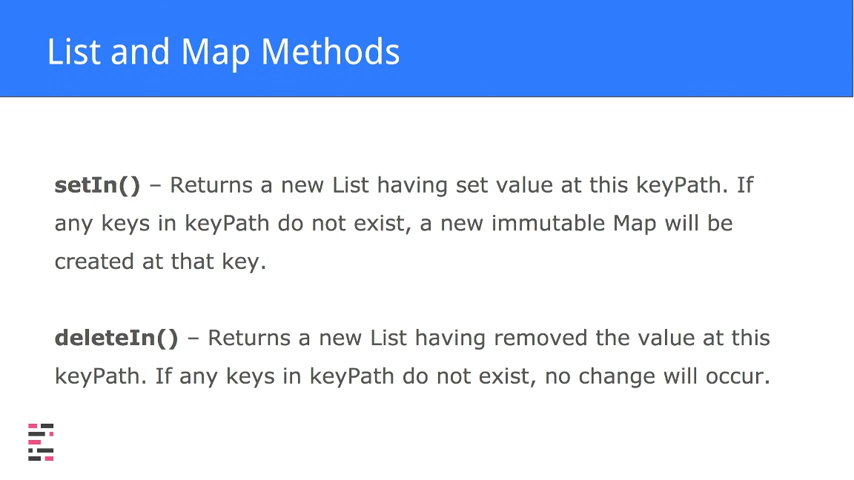 List and Map Methods
setIn() – Returns a new List having set value at this keyPath. If
any keys in keyPath do not exist, a new immutable Map will be
created at that key.
deleteIn() – Returns a new List having removed the value at this
keyPath. If any keys in keyPath do not exist, no change will occur.